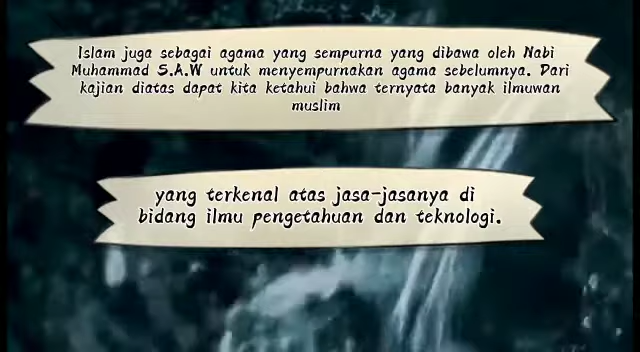 Islam juga sebagai agama yang sempurna yang dibawa oleh Nabi
Muhammad S.A.W untuk menyempurnakan agama sebelumnya. Dari
kajian diatas dapat kita ketahui bahwa ternyata banyak ilmuwan
muslim
yang terkenal atas jasa-jasanya di
bidang ilmu pengetahuan dan teknologi.